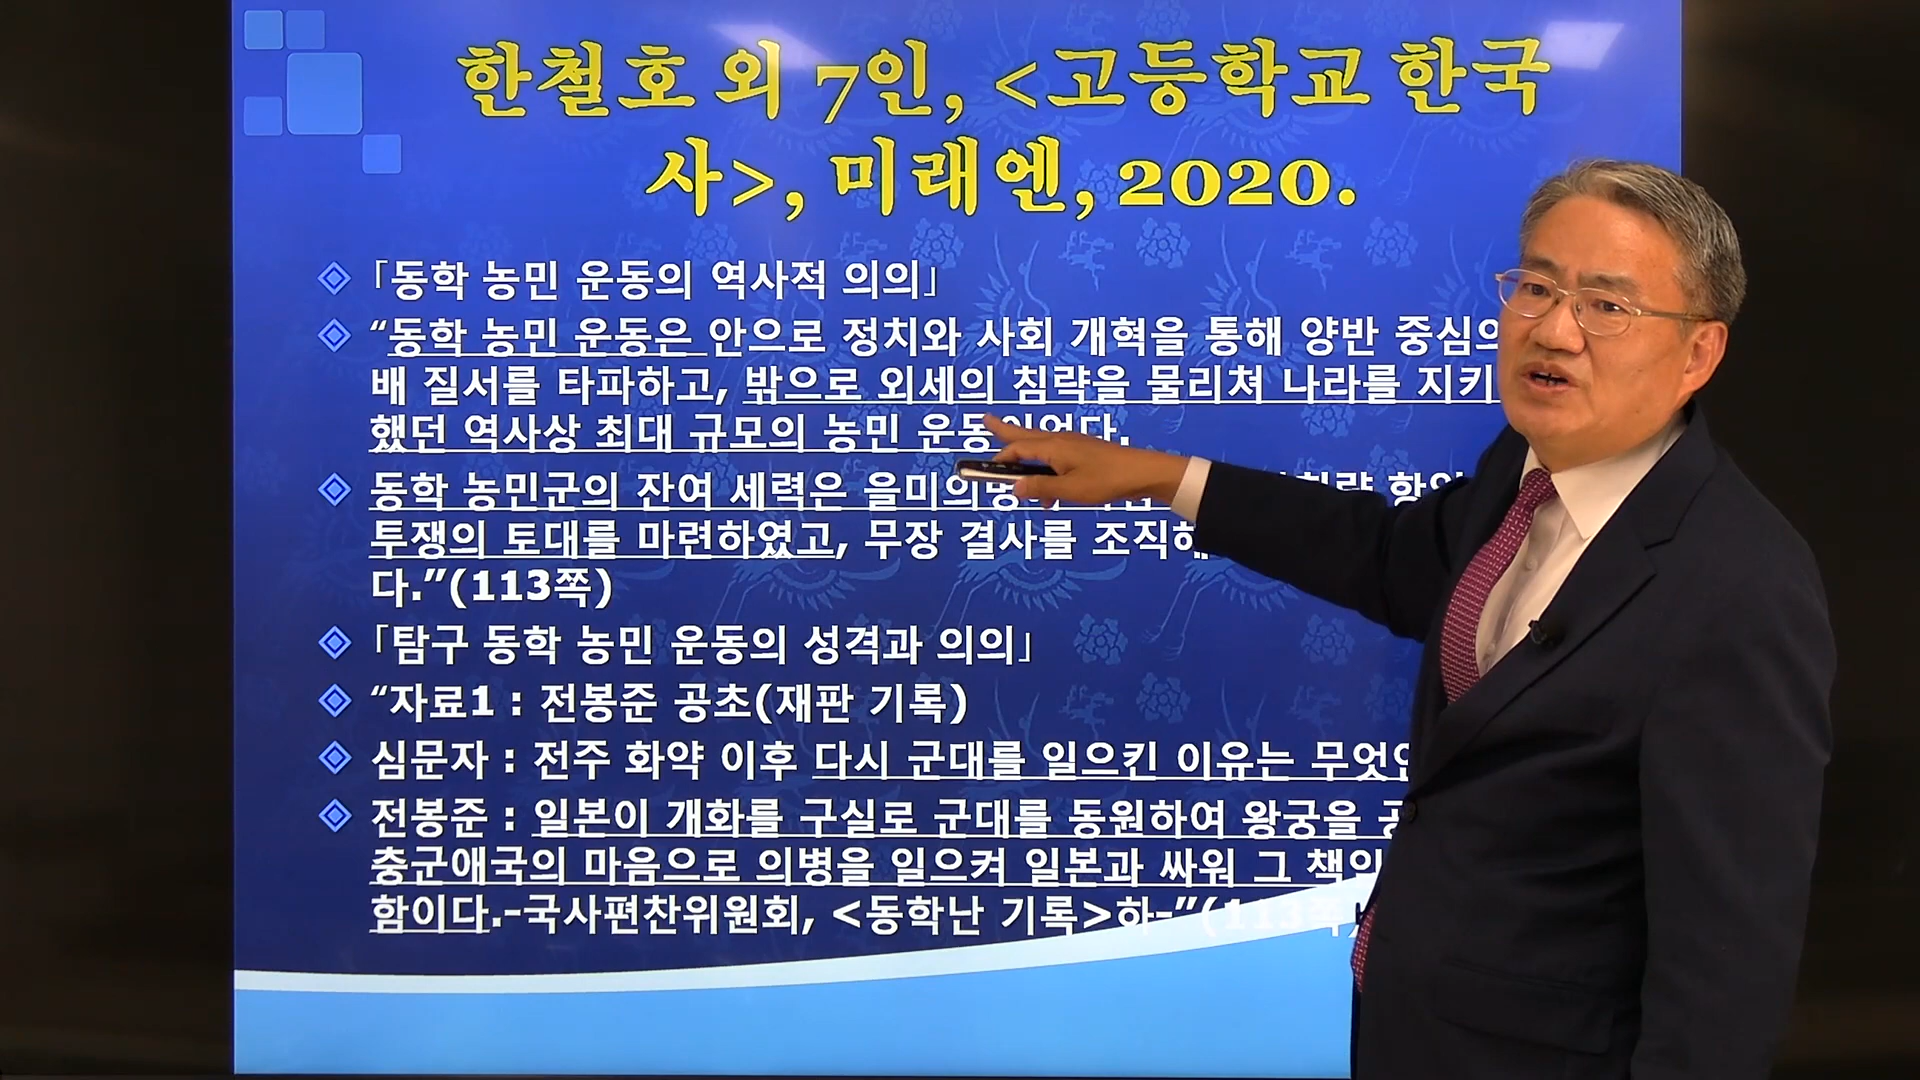 한철호 외 7인, <고등학교 한국
사>, 미래엔, 2020.
「동학 농민 운동의 역사적 의의」
“동학 농민 운동은 안으로 정치와 사회 개혁을 통해 양반 중심의
배 질서를 타파하고, 밖으로 외세의 침략을 물리쳐 나라를 지키
했던 역사상 최대 규모의 농민 운동이었다.
동학 농민군의 잔여 세력은 을미의병에
투쟁의 토대를 마련하였고, 무장 결사를 조직해
다.”(113쪽)
「탐구 동학 농민 운동의 성격과 의의」
“자료1 : 전봉준 공초(재판 기록)
심문자 : 전주 화약 이후 다시 군대를 일으킨 이유는
전봉준 : 일본이 개화를 구실로 군대를 동원하여 왕궁을
충군애국의 마음으로 의병을 일으켜 일본과 싸워 그
함이다.-국사편찬위원회, <동학난 기록>하-”(113쪽)